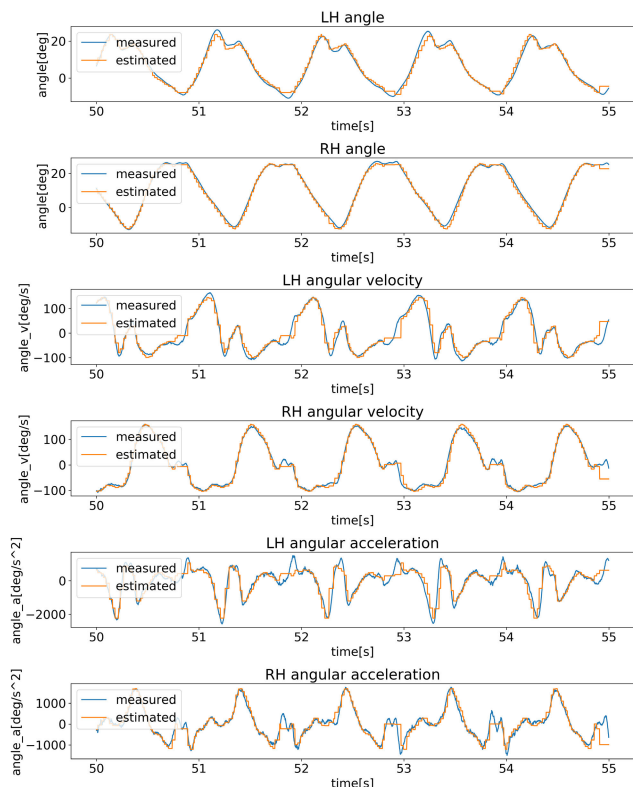 LH angle
20
0
angle[deg]
measured
estimated
50 51 52 53 54 55
time[s]
RH angle
20
0
angle[deg]
measured
estimated
50 51 52 53 54 55
time[s]
LH angular velocity
100
0
−100
angle_v[deg/s]
measured
estimated
50 51 52 53 54 55
time[s]
RH angular velocity
100
0
−100
angle_v[deg/s]
measured
estimated
50 51 52 53 54 55
time[s]
LH angular acceleration
0
−2000
angle_a[deg/s^2]
measured
estimated
50 51 52 53 54 55
time[s]
RH angular acceleration
1000
0
−1000
angle_a[deg/s^2]
measured
estimated
50 51 52 53 54 55
time[s]